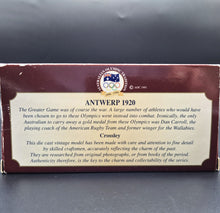 © AOC 1995
ANTWERP 1920
The Greater Game was of course the war. A large number of athletes who would have
been chosen to go to these Olympics went instead into combat. Ironically, the only
Australian to carry away a gold medal from these Olympics was Dan Carroll, the
playing coach of the American Rugby Team and former winger for the Wallabies.
Crossley
This die cast vintage model has been made with care and attention to fine detail
by skilled craftsmen, accurately reflecting the charm of the past.
They are researched from original photographs, or from books of the period.
Authenticity therefore, is the key to the charm and collectability of the series.